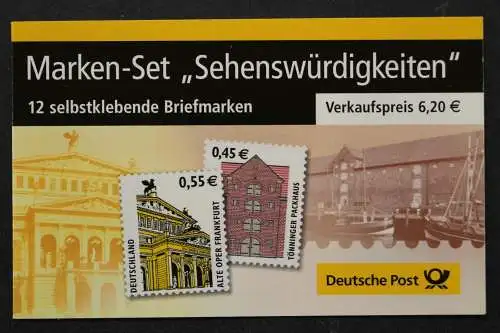 Marken-Set „Sehenswürdigkeiten“
12 selbstklebende Briefmarken
Verkaufspreis 6,20 €
0,55 €
DEUTSCHLAND
ALTE OPER FRANKFURT
0,45 €
TÖNNINGER PACKHAUS
Deutsche Post